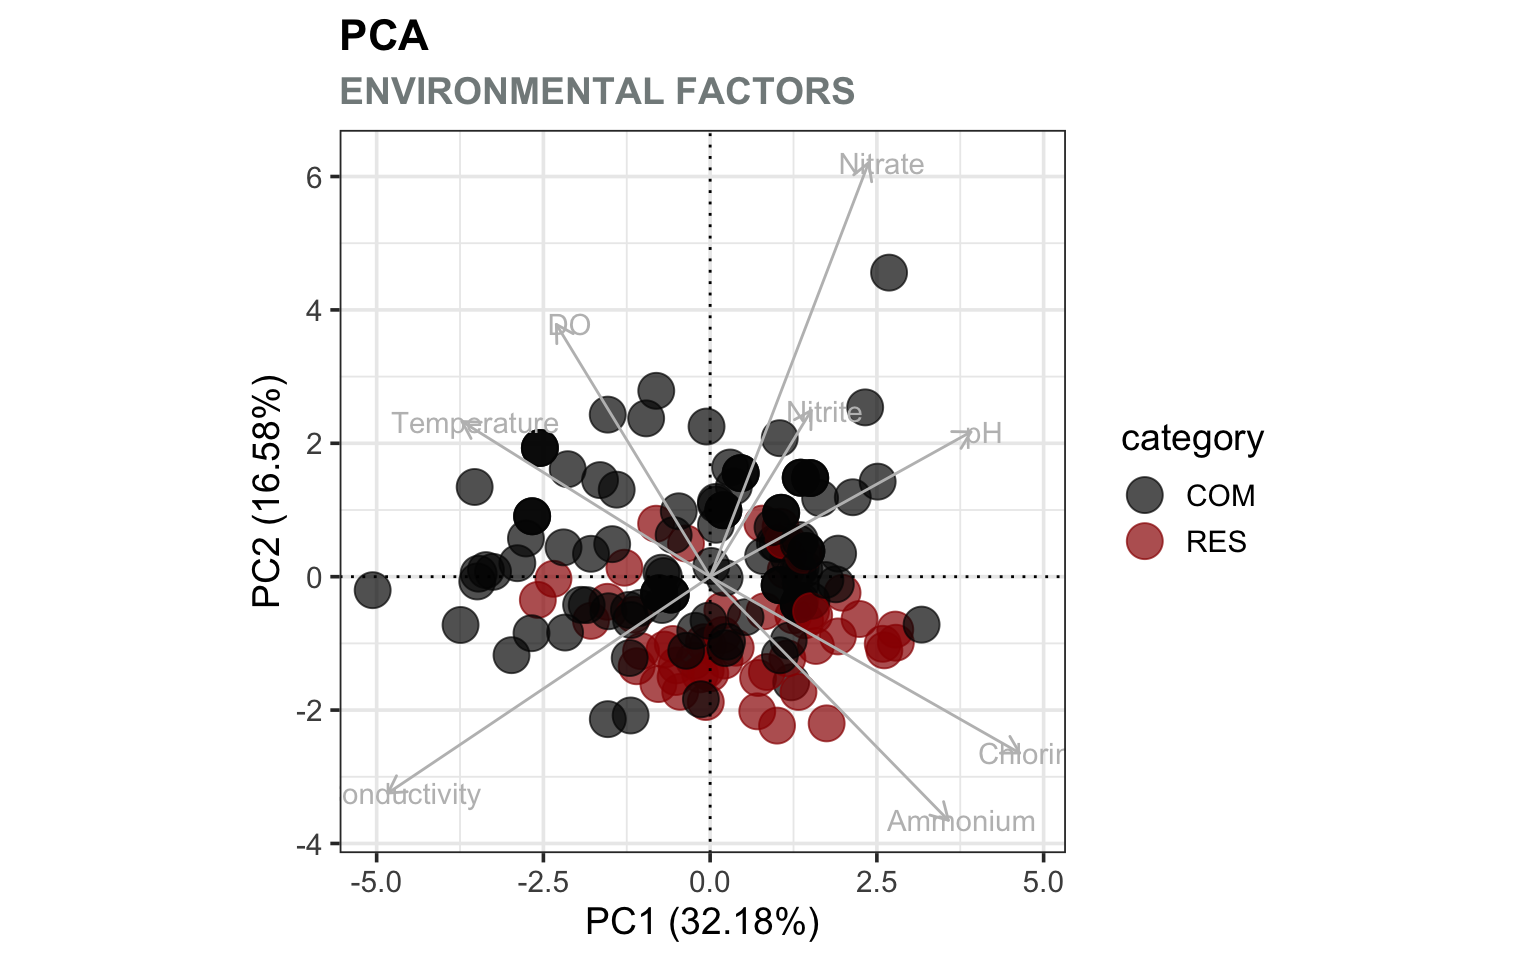 PCA
ENVIRONMENTAL FACTORS
Nitrate
6
4
DO
Temperature
Nitrite
pH
2
0
-2
Chlorin
onductivity
Ammonium
-4
-5.0 -2.5 0.0 2.5 5.0
PC1 (32.18%)
PC2 (16.58%)
category
COM
RES